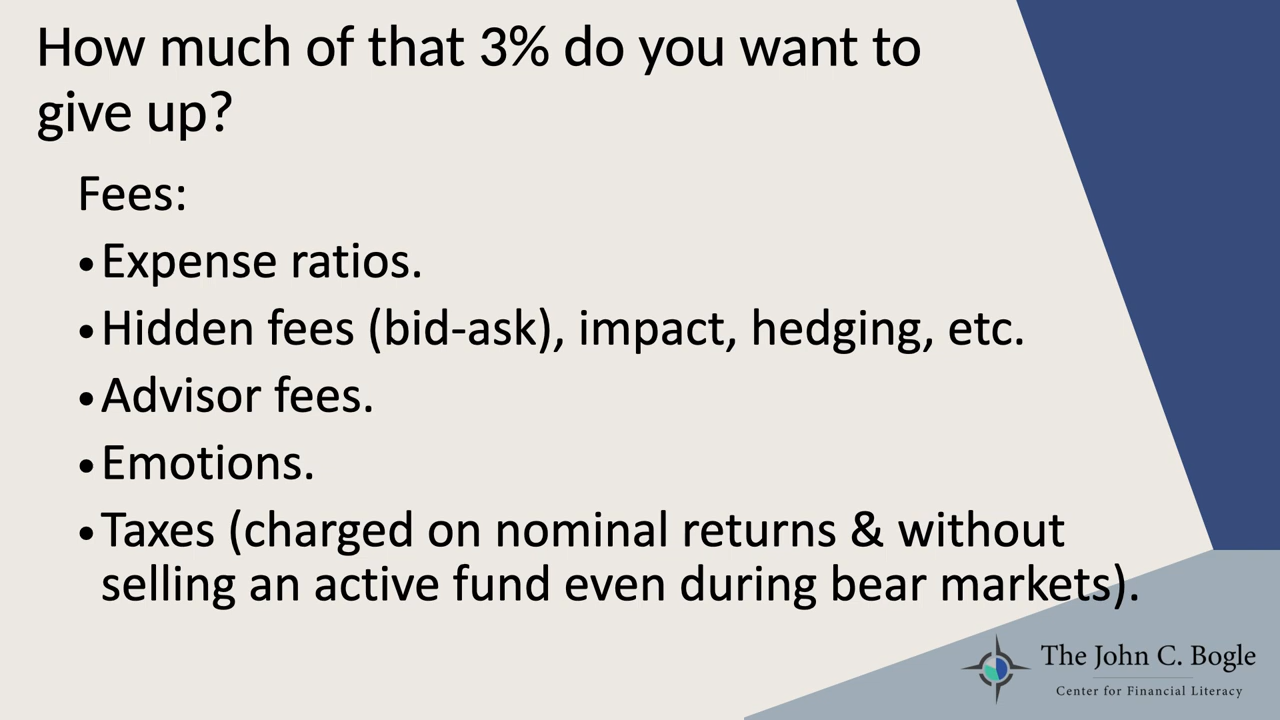 How much of that 3% do you want to
give up?
Fees:
•Expense ratios.
•Hidden fees (bid-ask), impact, hedging, etc.
•Advisor fees.
•Emotions.
•Taxes (charged on nominal returns & without
selling an active fund even during bear markets).
The John C. Bogle
Center for Financial Literacy